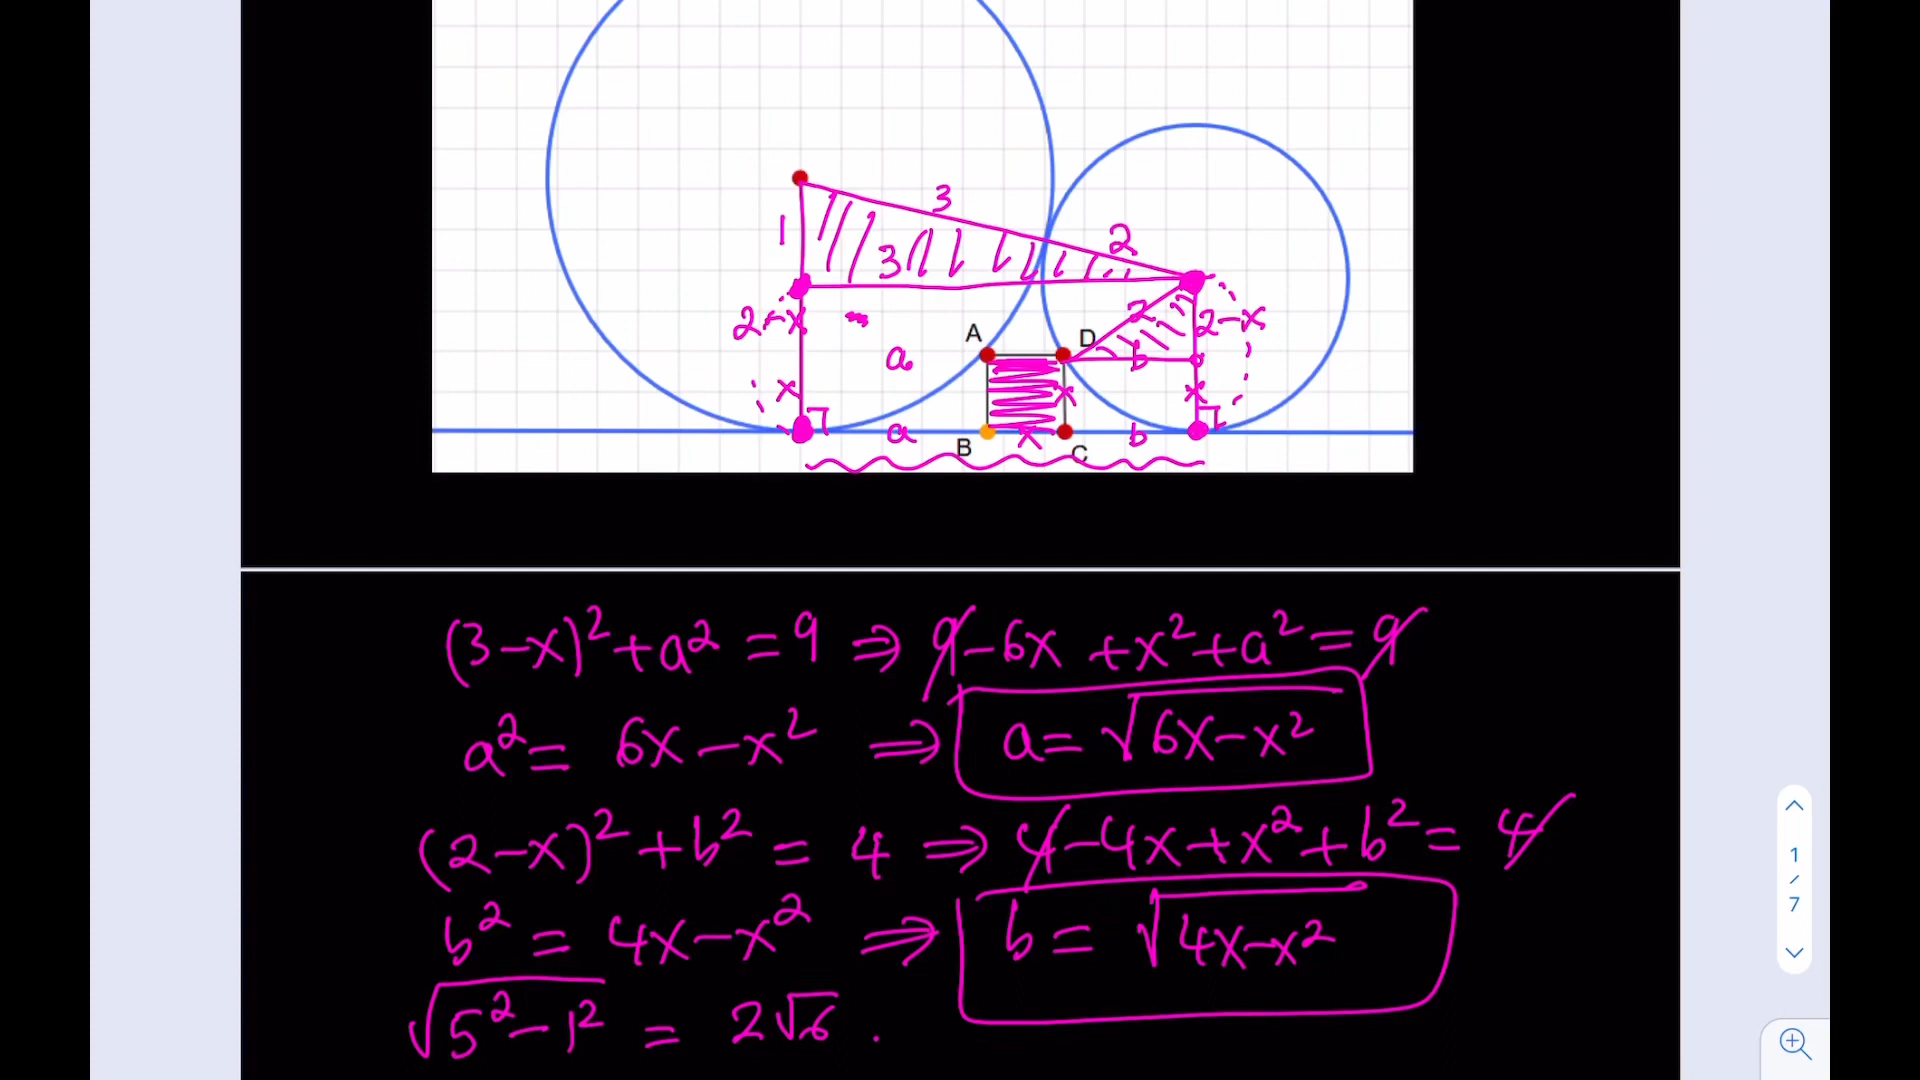 3
1
3
2
2-x
a
A
D
2
2-x
b
x
x
x
a
B
x
C
b
(3-x)²+a²=9 ⇒ 9-6x+x²+a²=9
a²= 6x-x² ⇒ a=√6x-x²
(2-x)²+b²=4 ⇒ 4-4x+x²+b²=4
b²=4x-x² ⇒ b=√4x-x²
√5²-1² = 2√6.
1
/
7